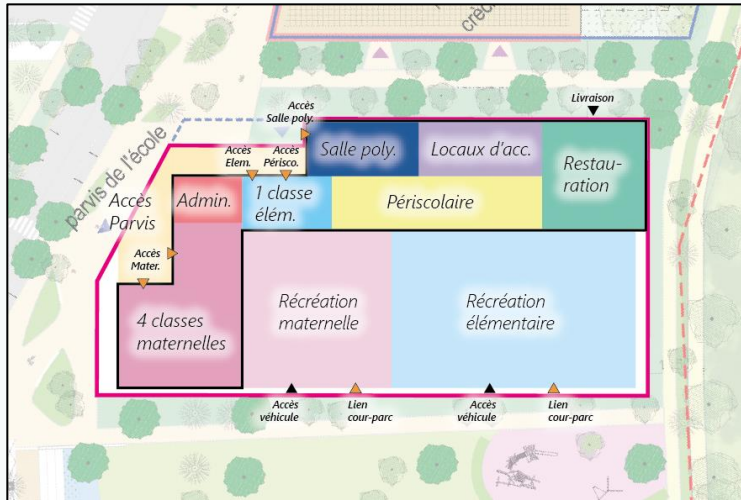 crèc
parvis de l'école
Accès
Salle poly.
Livraison
Accès
Elem.
Accès
Périsco.
Salle poly.
Locaux d'acc.
Restau-
ration
Accès
Parvis
Admin.
1 classe
élém.
Périscolaire
Accès
Mater.
4 classes
maternelles
Récréation
maternelle
Récréation
élémentaire
Accès
véhicule
Lien
cour-parc
Accès
véhicule
Lien
cour-parc